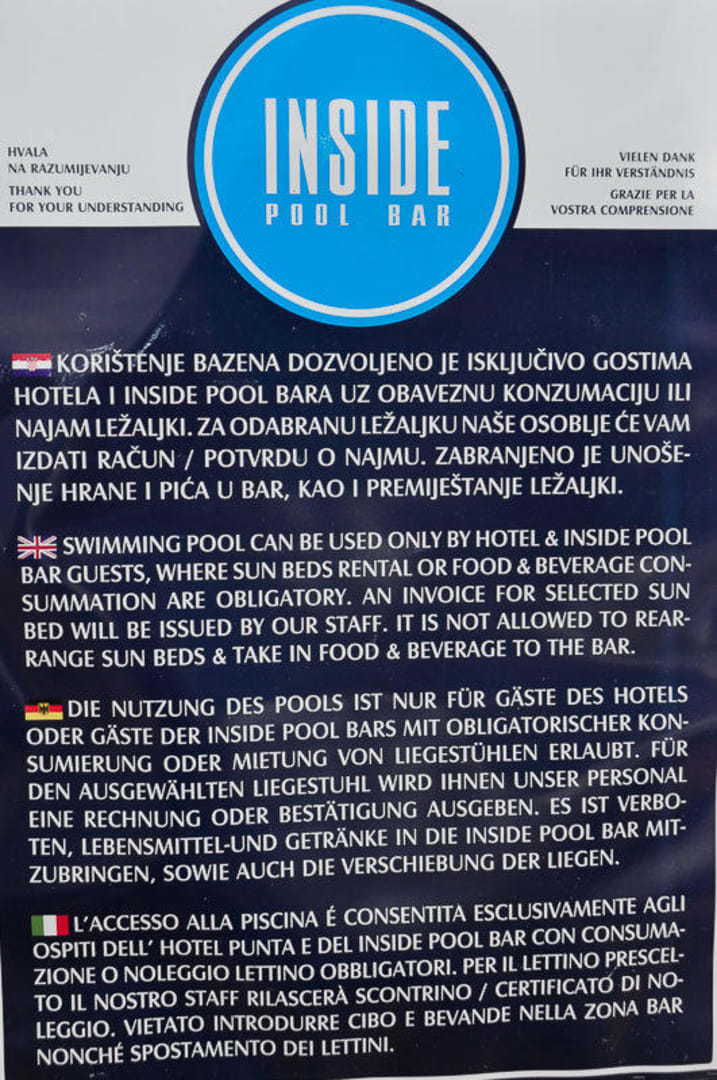 INSIDE
POOL BAR
HVALA
NA RAZUMIJEVANJU
THANK YOU
FOR YOUR UNDERSTANDING
VIELEN DANK
FÜR IHR VERSTÄNDNIS
GRAZIE PER LA
VOSTRA COMPRENSIONE
KORIŠTENJE BAZENA DOZVOLJENO JE ISKLJUČIVO GOSTIMA
HOTELA I INSIDE POOL BARA UZ OBAVEZNU KONZUMACIJU ILI
NAJAM LEŽALJKI. ZA ODABRANU LEŽALJKU NAŠE OSOBLJE ĆE VAM
IZDATI RAČUN / POTVRDU O NAJMU. ZABRANJENO JE UNOŠE-
NJE HRANE I PIĆA U BAR, KAO I PREMIJEŠTANJE LEŽALJKI.
SWIMMING POOL CAN BE USED ONLY BY HOTEL & INSIDE POOL
BAR GUESTS, WHERE SUN BEDS RENTAL OR FOOD & BEVERAGE CON-
SUMMATION ARE OBLIGATORY. AN INVOICE FOR SELECTED SUN
BED WILL BE ISSUED BY OUR STAFF. IT IS NOT ALLOWED TO REAR-
RANGE SUN BEDS & TAKE IN FOOD & BEVERAGE TO THE BAR.
DIE NUTZUNG DES POOLS IST NUR FÜR GÄSTE DES HOTELS
ODER GÄSTE DER INSIDE POOL BARS MIT OBLIGATORISCHER KON-
SUMIERUNG ODER MIETUNG VON LIEGESTÜHLEN ERLAUBT. FÜR
DEN AUSGEWÄHLTEN LIEGESTUHL WIRD IHNEN UNSER PERSONAL
EINE RECHNUNG ODER BESTÄTIGUNG AUSGEBEN. ES IST VERBO-
TEN, LEBENSMITTEL-UND GETRÄNKE IN DIE INSIDE POOL BAR MIT-
ZUBRINGEN, SOWIE AUCH DIE VERSCHIEBUNG DER LIEGEN.
L'ACCESSO ALLA PISCINA É CONSENTITA ESCLUSIVAMENTE AGLI
OSPITI DELL' HOTEL PUNTA E DEL INSIDE POOL BAR CON CONSUMA-
ZIONE O NOLEGGIO LETTINO OBBLIGATORI. PER IL LETTINO PRESCEL-
TO IL NOSTRO STAFF RILASCERÀ SCONTRINO / CERTIFICATO DI NO-
LEGGIO. VIETATO INTRODURRE CIBO E BEVANDE NELLA ZONA BAR
NONCHÉ SPOSTAMENTO DEI LETTINI.